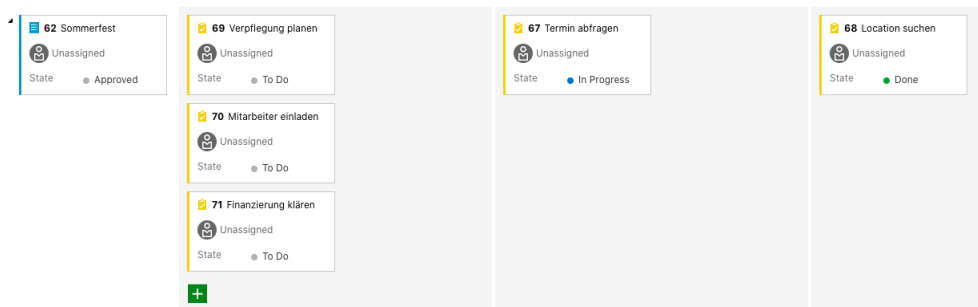 62 Sommerfest
Unassigned
State Approved
69 Verpflegung planen
Unassigned
State To Do
70 Mitarbeiter einladen
Unassigned
State To Do
71 Finanzierung klären
Unassigned
State To Do
67 Termin abfragen
Unassigned
State In Progress
68 Location suchen
Unassigned
State Done